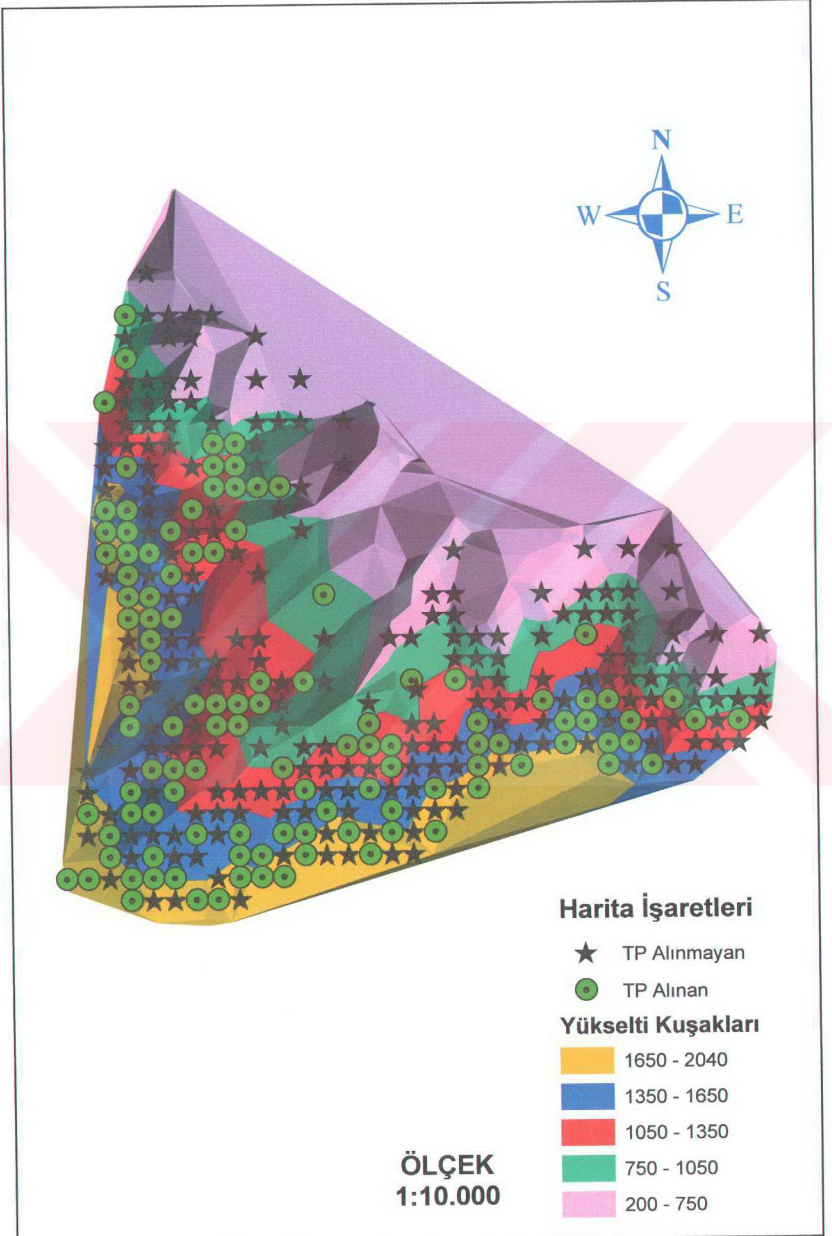 N
W E
S
Harita İşaretleri
TP Alınmayan
TP Alınan
Yükselti Kuşakları
1650 - 2040
1350 - 1650
1050 - 1350
750 - 1050
200 - 750
ÖLÇEK
1:10.000